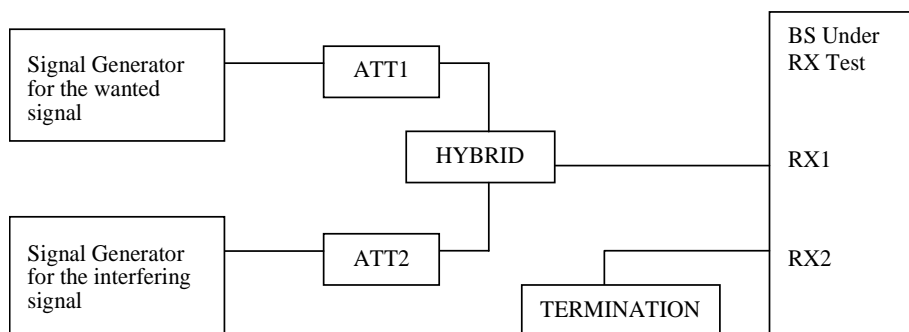 Signal Generator
for the wanted
signal
ATT1
BS Under
RX Test
HYBRID
RX1
Signal Generator
for the interfering
signal
ATT2
RX2
TERMINATION